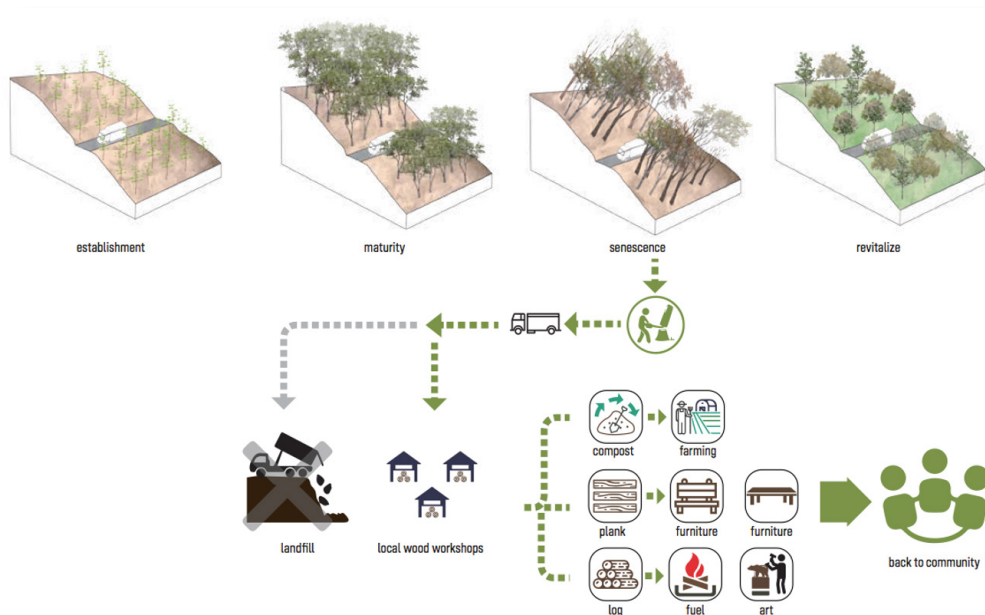 establishment
maturity
senescence
revitalize
compost
farming
plank
furniture
furniture
landfill
local wood workshops
back to community
log
fuel
art